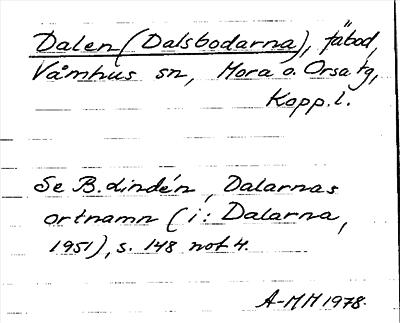 Dalen (Dalsbodarna), fäbod,
Våmhus sn, Mora o. Orsa tg,
Kopp.l.
Se B. Lindén, Dalarnas
ortnamn (i: Dalarna,
1951), s. 148 not 4.
A-MM 1978.